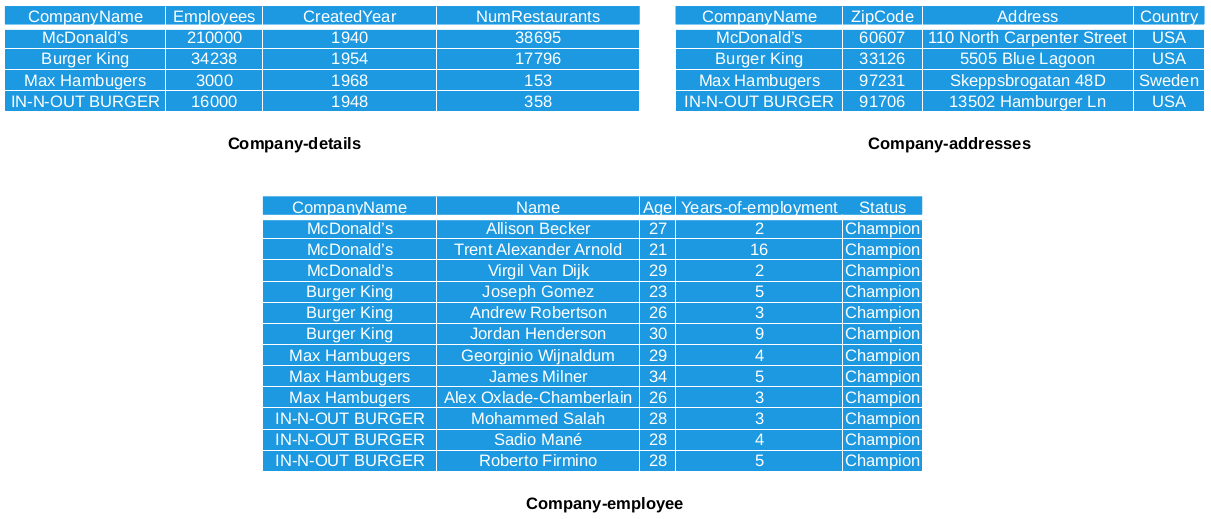 CompanyName Employees CreatedYear NumRestaurants
McDonald's 210000 1940 38695
Burger King 34238 1954 17796
Max Hambugers 3000 1968 153
IN-N-OUT BURGER 16000 1948 358
Company-details
CompanyName ZipCode Address Country
McDonald's 60607 110 North Carpenter Street USA
Burger King 33126 5505 Blue Lagoon USA
Max Hambugers 97231 Skeppsbrogatan 48D Sweden
IN-N-OUT BURGER 91706 13502 Hamburger Ln USA
Company-addresses
CompanyName Name Age Years-of-employment Status
McDonald's Allison Becker 27 2 Champion
McDonald's Trent Alexander Arnold 21 16 Champion
McDonald's Virgil Van Dijk 29 2 Champion
Burger King Joseph Gomez 23 5 Champion
Burger King Andrew Robertson 26 3 Champion
Burger King Jordan Henderson 30 9 Champion
Max Hambugers Georginio Wijnaldum 29 4 Champion
Max Hambugers James Milner 34 5 Champion
Max Hambugers Alex Oxlade-Chamberlain 26 3 Champion
IN-N-OUT BURGER Mohammed Salah 28 3 Champion
IN-N-OUT BURGER Sadio Mané 28 4 Champion
IN-N-OUT BURGER Roberto Firmino 28 5 Champion
Company-employee